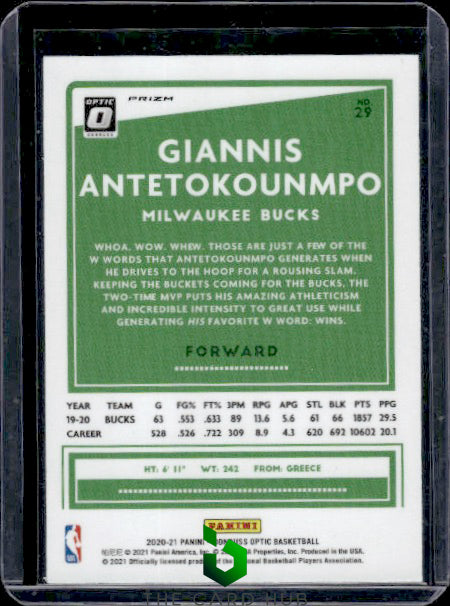 OPTIC
DONRUSS
PRIZM
NO.
29
GIANNIS
ANTETOKOUNMPO
MILWAUKEE BUCKS
WHOA. WOW. WHEW. THOSE ARE JUST A FEW OF THE
W WORDS THAT ANTETOKOUNMPO GENERATES WHEN
HE DRIVES TO THE HOOP FOR A ROUSING SLAM.
KEEPING THE BUCKETS COMING FOR THE BUCKS. THE
TWO-TIME MVP PUTS HIS AMAZING ATHLETICISM
AND INCREDIBLE INTENSITY TO GREAT USE WHILE
GENERATING HIS FAVORITE W WORD: WINS.
FORWARD
YEAR TEAM G FG% FT% 3PM RPG APG STL BLK PTS PPG
19-20 BUCKS 63 .553 .633 89 13.6 5.6 61 66 1857 29.5
CAREER 528 .526 .722 309 8.9 4.3 620 692 10602 20.1
HT: 6' 11" WT: 242 FROM: GREECE
PANINI
NBA
2020-21 PANINI DONRUSS OPTIC BASKETBALL
© 2021 Panini America, Inc. © 2021 NBA Properties, Inc. Produced in the USA.
© 2021 Officially licensed product of the National Basketball Players Association.
THE CARD HUB